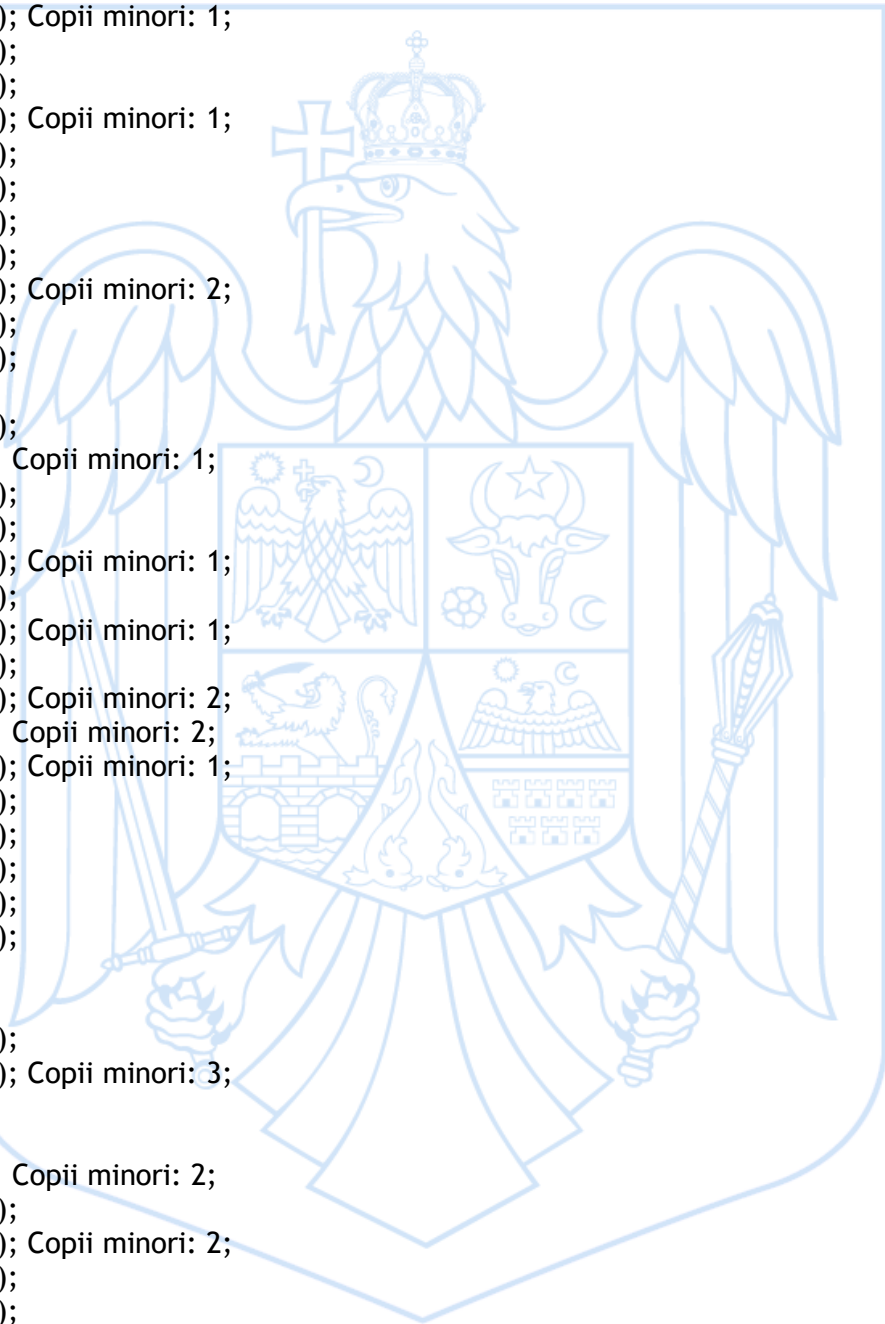 ); Copii minori: 1;
);
);
); Copii minori: 1;
);
);
);
);
); Copii minori: 2;
);
);
);
Copii minori: 1;
);
);
); Copii minori: 1;
);
); Copii minori: 1;
);
); Copii minori: 2;
Copii minori: 2;
); Copii minori: 1;
);
);
);
);
);
);
); Copii minori: 3;
Copii minori: 2;
);
); Copii minori: 2;
);
);